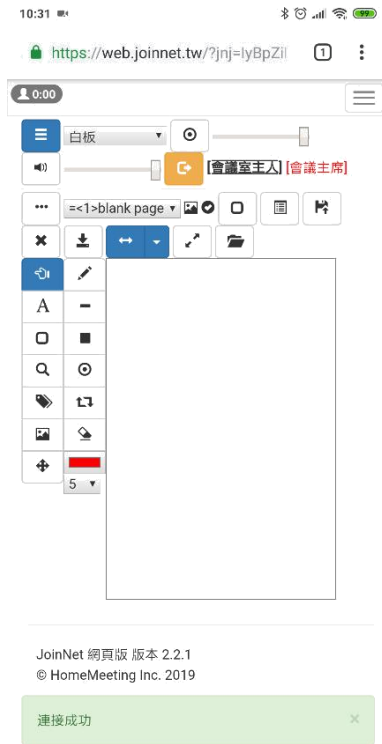 10:31
99
https://web.joinnet.tw/?jnj=IyBpZil
1
0:00
白板
[會議室主人] [會議主席]
=<1>blank page
A
5
JoinNet 網頁版 版本 2.2.1
© HomeMeeting Inc. 2019
連接成功 ×